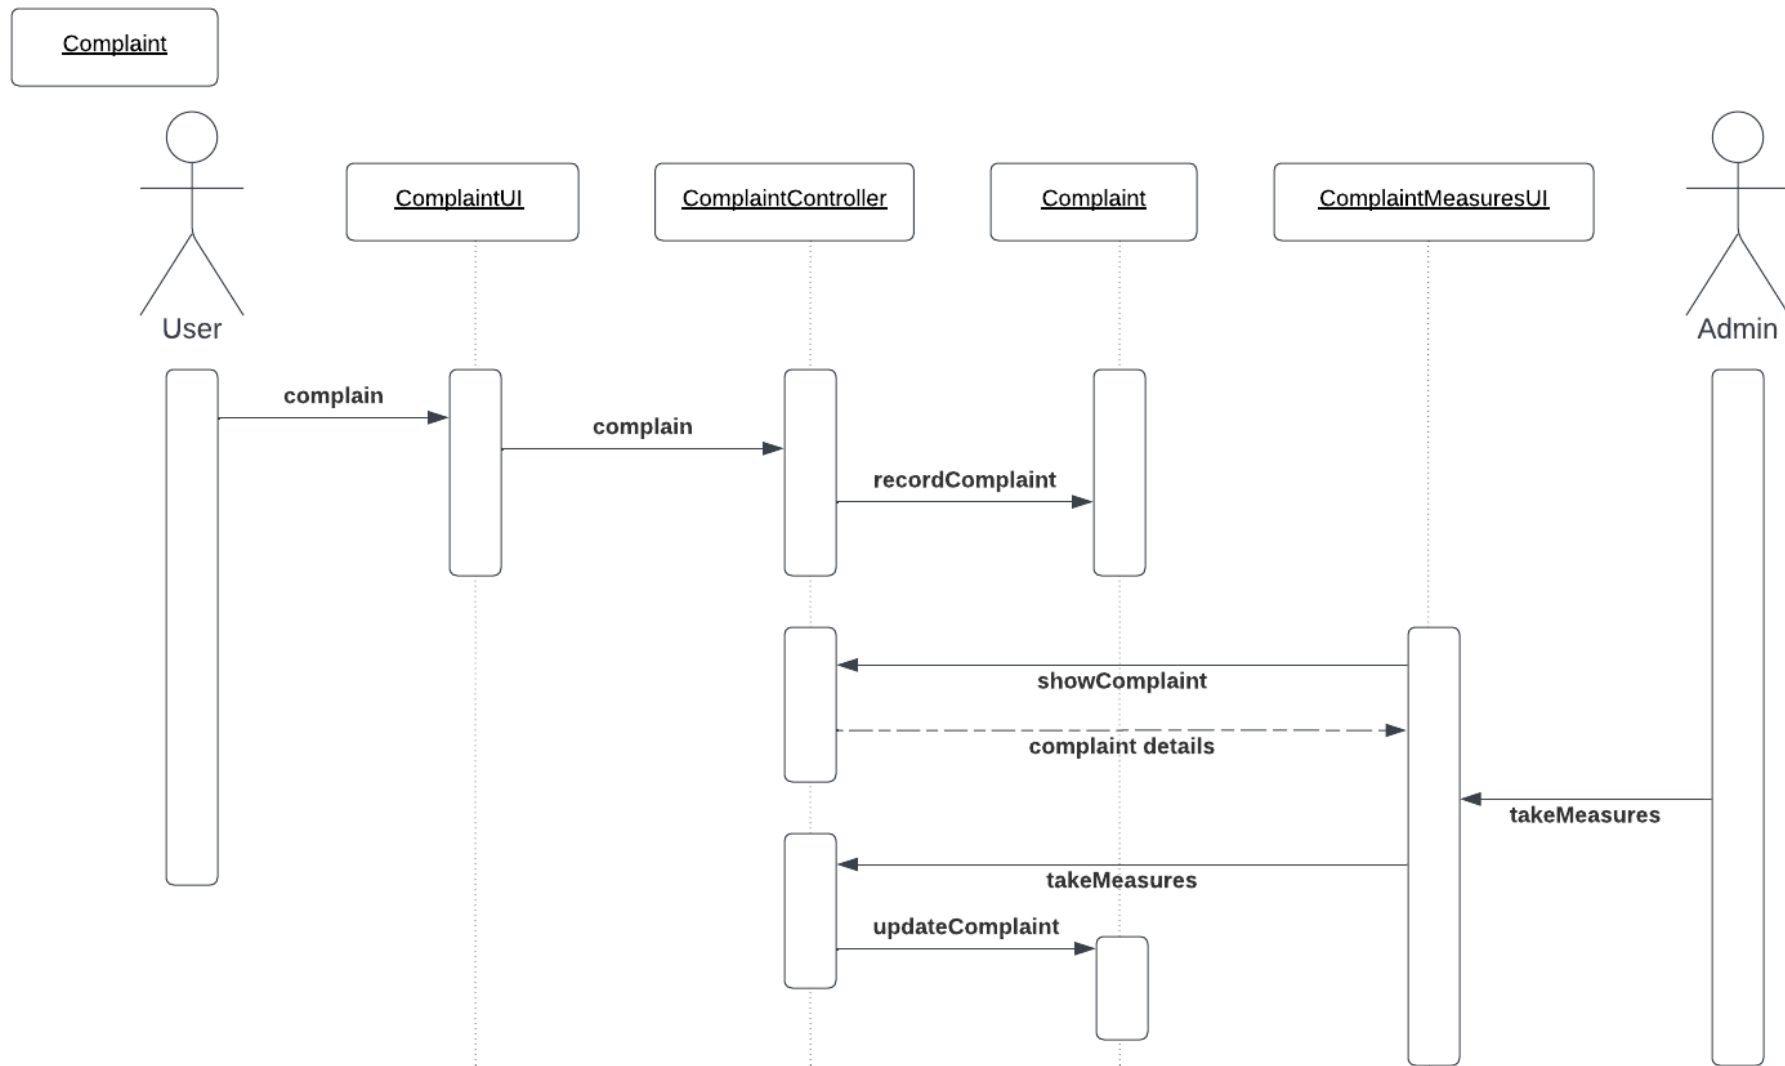 Complaint
ComplaintUI
ComplaintController
Complaint
ComplaintMeasuresUI
User
Admin
complain
complain
recordComplaint
showComplaint
complaint details
takeMeasures
takeMeasures
updateComplaint